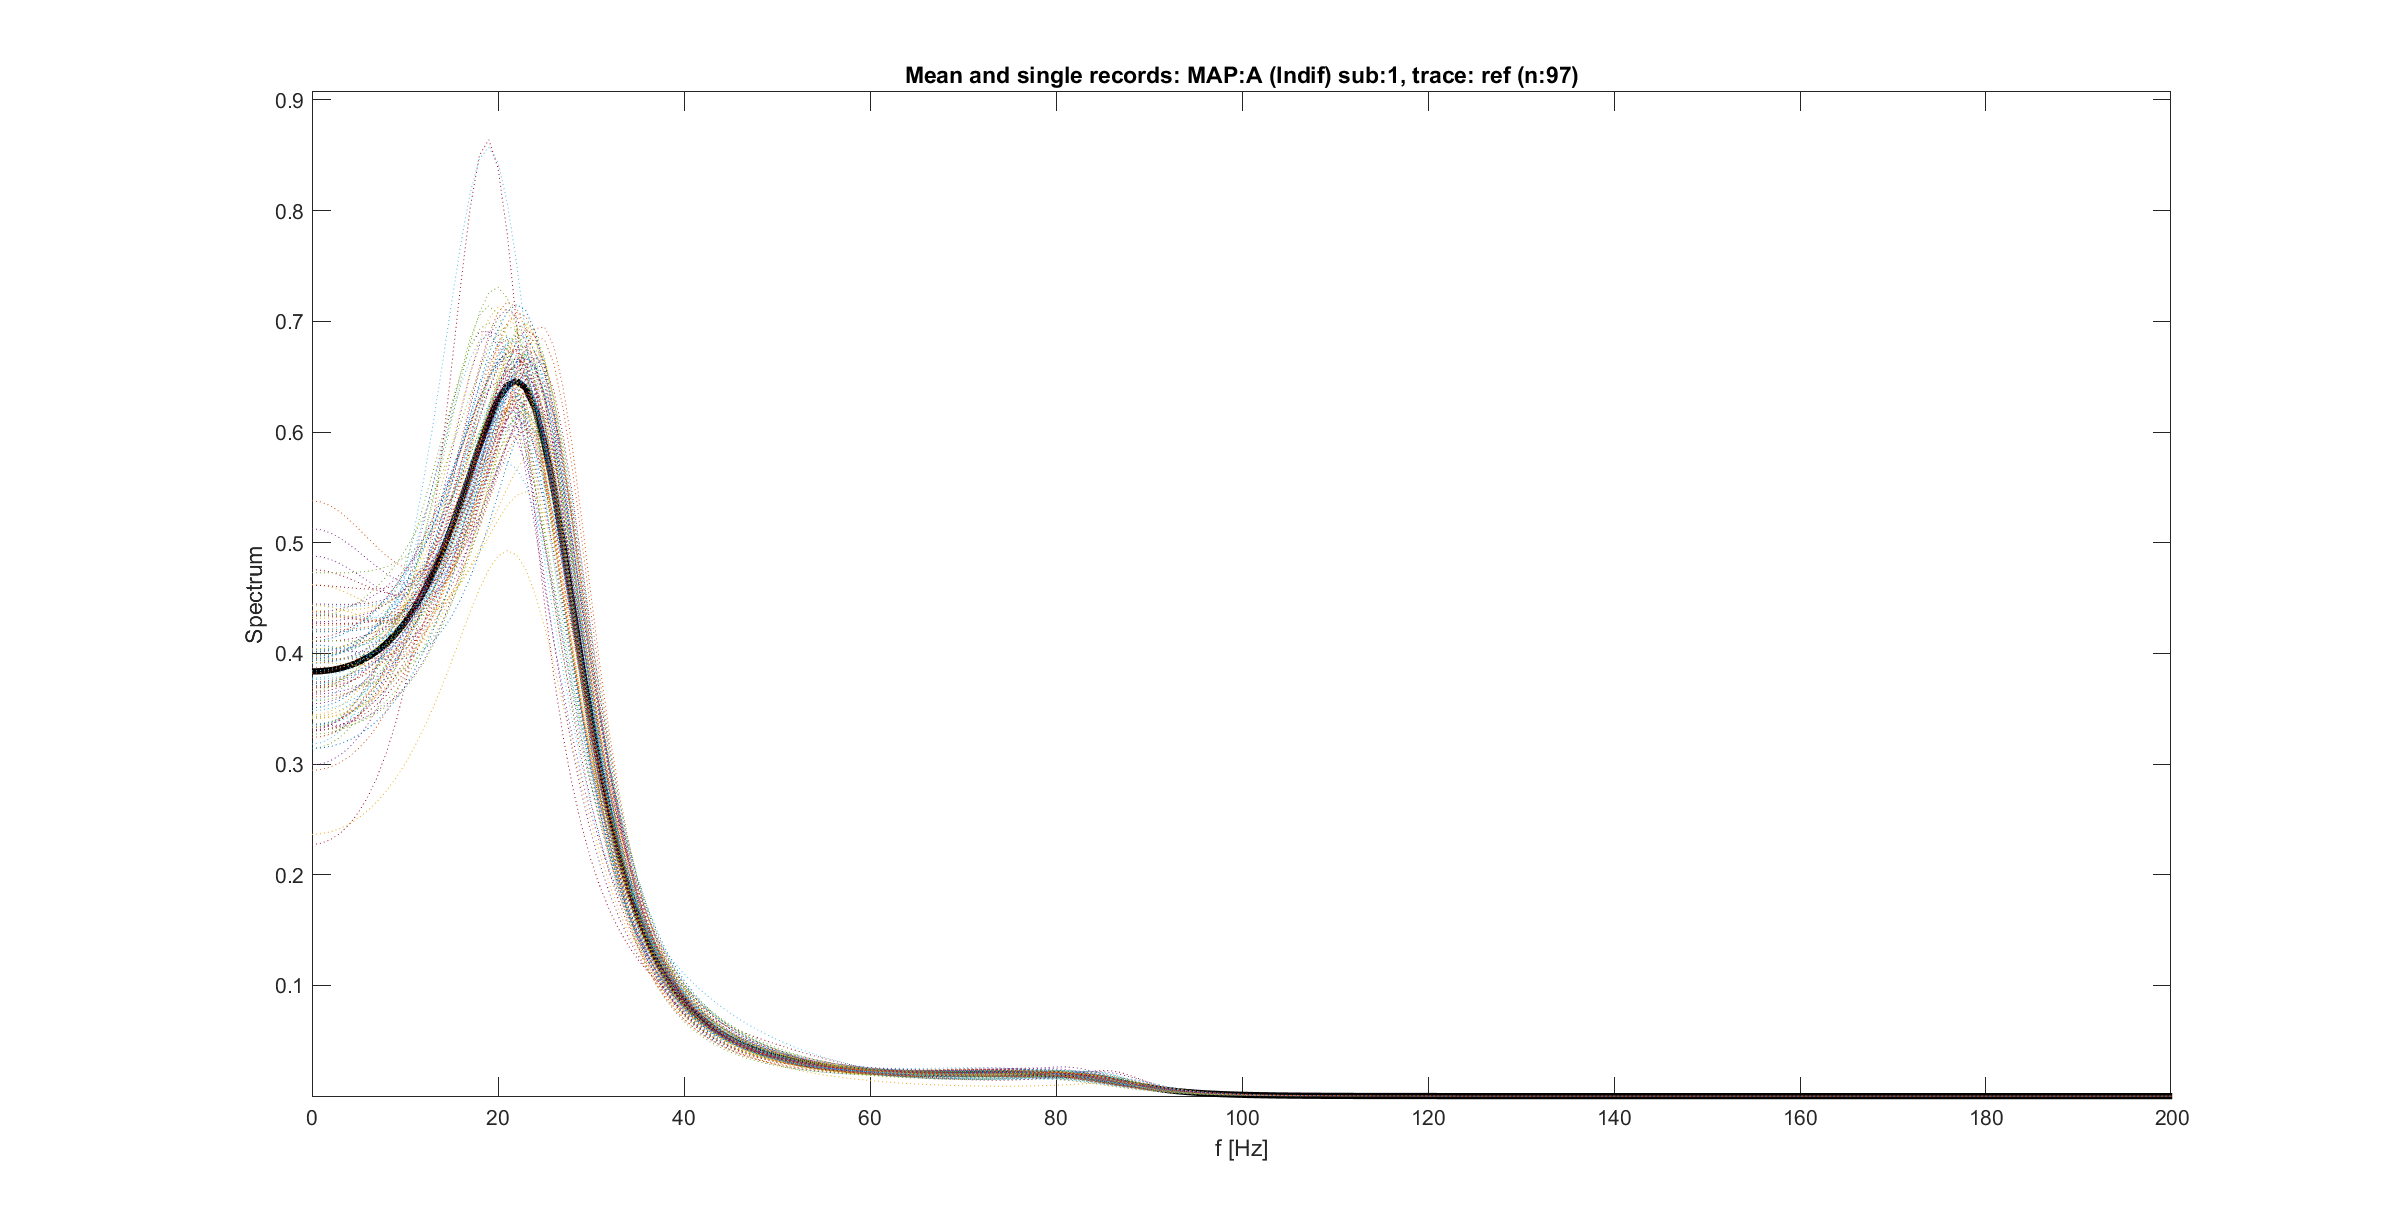 Mean and single records: MAP:A (Indif) sub:1, trace: ref (n:97)
0.9
0.8
0.7
0.6
0.5
0.4
0.3
0.2
0.1
Spectrum
0 20 40 60 80 100 120 140 160 180 200
f [Hz]